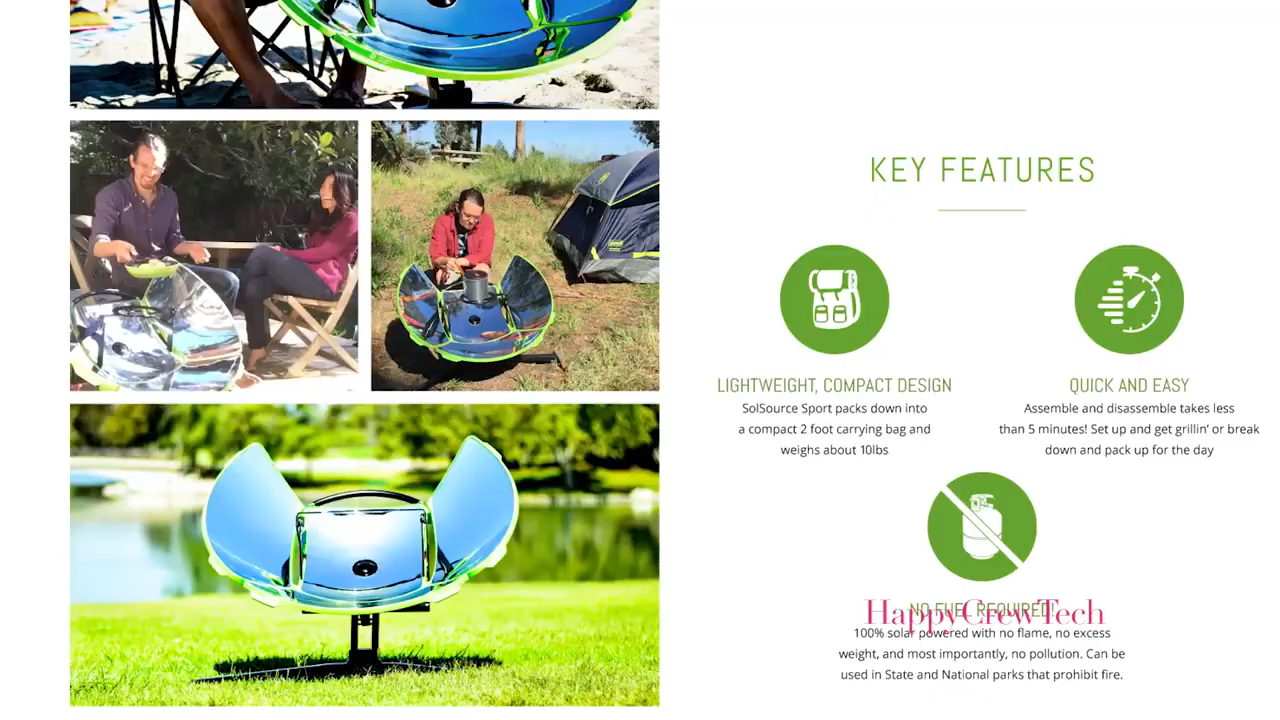 KEY FEATURES
LIGHTWEIGHT, COMPACT DESIGN
SolSource Sport packs down into
a compact 2 foot carrying bag and
weighs about 10lbs
QUICK AND EASY
Assemble and disassemble takes less
than 5 minutes! Set up and get grillin' or break
down and pack up for the day
NO FUEL REQUIRED!
HappyCrewTech
100% solar powered with no flame, no excess
weight, and most importantly, no pollution. Can be
used in State and National parks that prohibit fire.